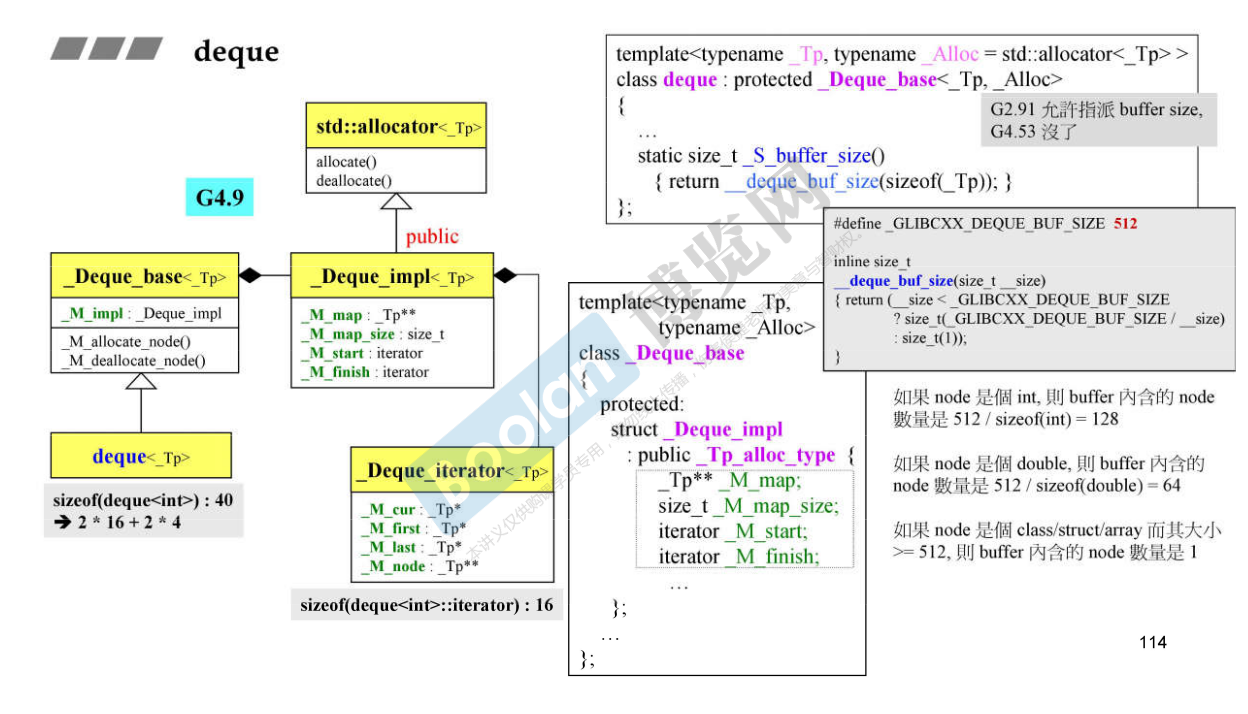 deque
template<typename _Tp, typename _Alloc = std::allocator<_Tp> >
class deque : protected _Deque_base<_Tp, _Alloc>
{
…
static size_t _S_buffer_size()
{ return __deque_buf_size(sizeof(_Tp)); }
};
G2.91 允許指派 buffer size,
G4.53 沒了
#define _GLIBCXX_DEQUE_BUF_SIZE 512
inline size_t
__deque_buf_size(size_t __size)
{ return (__size < _GLIBCXX_DEQUE_BUF_SIZE
? size_t(_GLIBCXX_DEQUE_BUF_SIZE / __size)
: size_t(1));
}
G4.9
std::allocator<_Tp>
allocate()
deallocate()
public
_Deque_base<_Tp>
_M_impl : _Deque_impl
_M_allocate_node()
_M_deallocate_node()
_Deque_impl<_Tp>
_M_map : _Tp**
_M_map_size : size_t
_M_start : iterator
_M_finish : iterator
deque<_Tp>
sizeof(deque<int>) : 40
➔ 2 * 16 + 2 * 4
_Deque_iterator<_Tp>
_M_cur : _Tp*
_M_first : _Tp*
_M_last : _Tp*
_M_node : _Tp**
sizeof(deque<int>::iterator) : 16
template<typename _Tp,
typename _Alloc>
class _Deque_base
{
protected:
struct _Deque_impl
: public _Tp_alloc_type {
_Tp** _M_map;
size_t _M_map_size;
iterator _M_start;
iterator _M_finish;
…
};
…
};
如果 node 是個 int, 則 buffer 內含的 node
數量是 512 / sizeof(int) = 128
如果 node 是個 double, 則 buffer 內含的
node 數量是 512 / sizeof(double) = 64
如果 node 是個 class/struct/array 而其大小
>= 512, 則 buffer 內含的 node 數量是 1
boolan
博览网
114